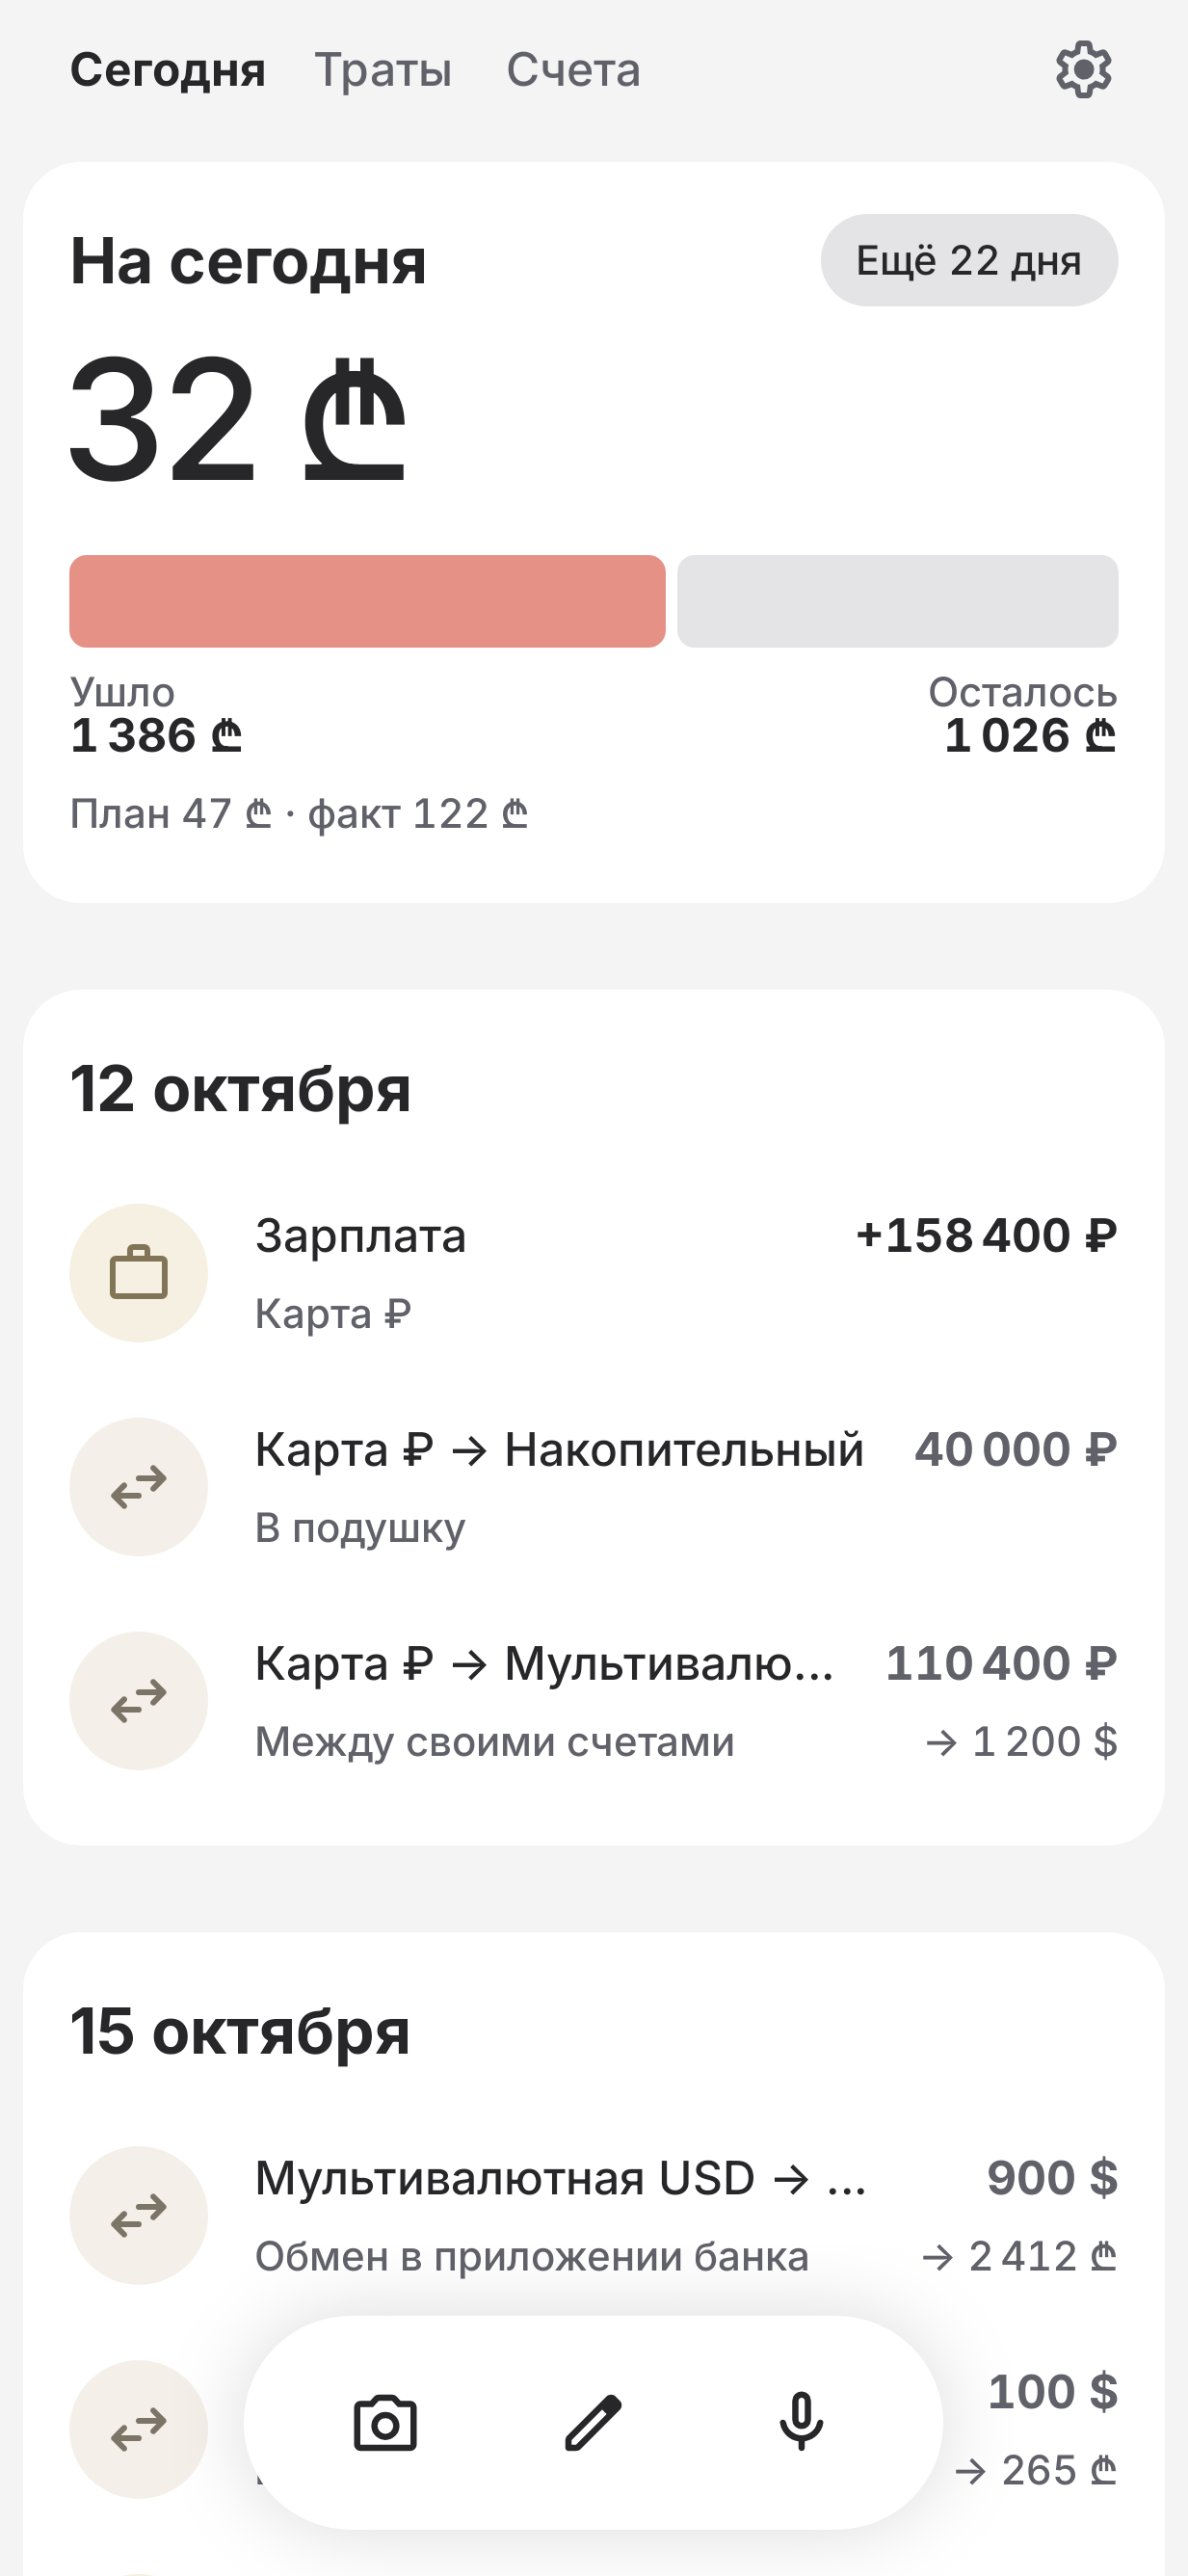 Сегодня Траты Счета
На сегодня Ещё 22 дня
32 ₾
Ушло Осталось
1 386 ₾ 1 026 ₾
План 47 ₾ · факт 122 ₾
12 октября
Зарплата +158 400 ₽
Карта ₽
Карта ₽ → Накопительный 40 000 ₽
В подушку
Карта ₽ → Мультивалю... 110 400 ₽
Между своими счетами → 1 200 $
15 октября
Мультивалютная USD → ... 900 $
Обмен в приложении банка → 2 412 ₾
100 $
→ 265 ₾